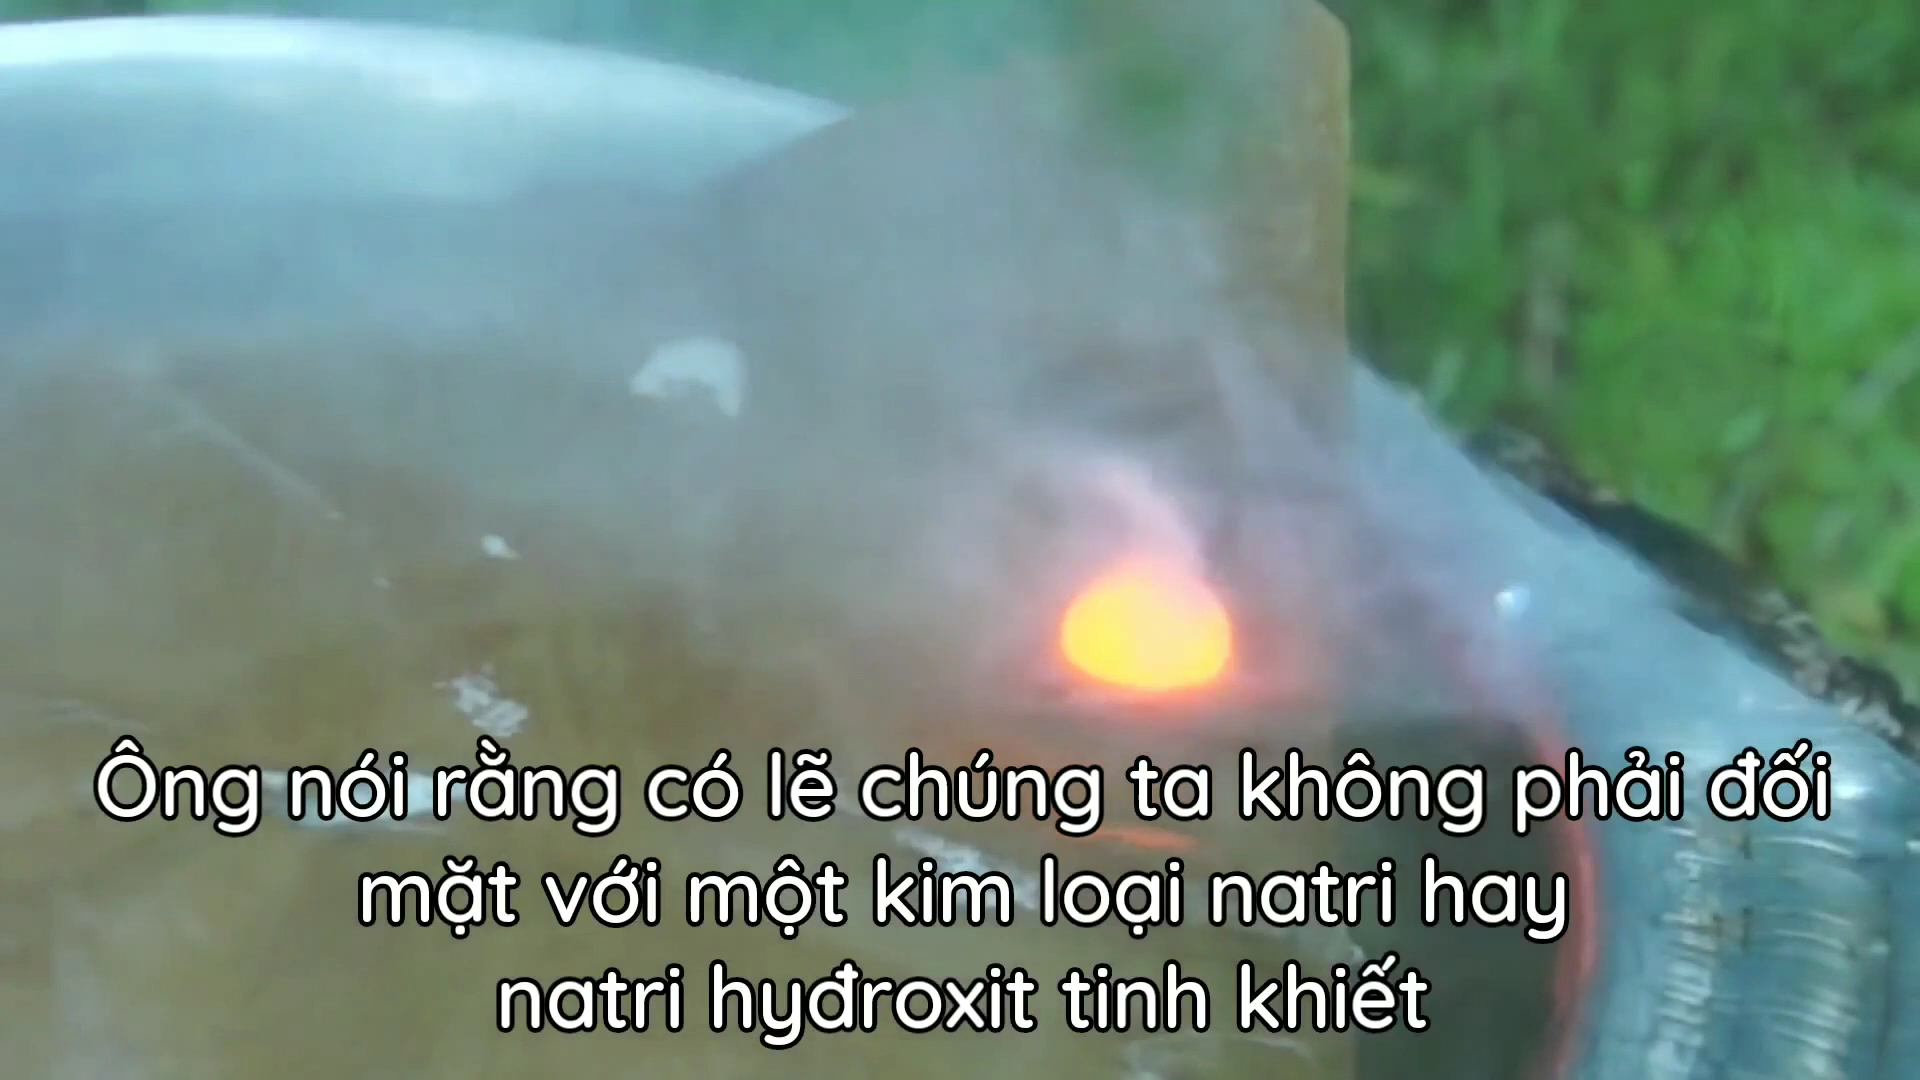 Ông nói rằng có lẽ chúng ta không phải đối
mặt với một kim loại natri hay
natri hyđroxit tinh khiết